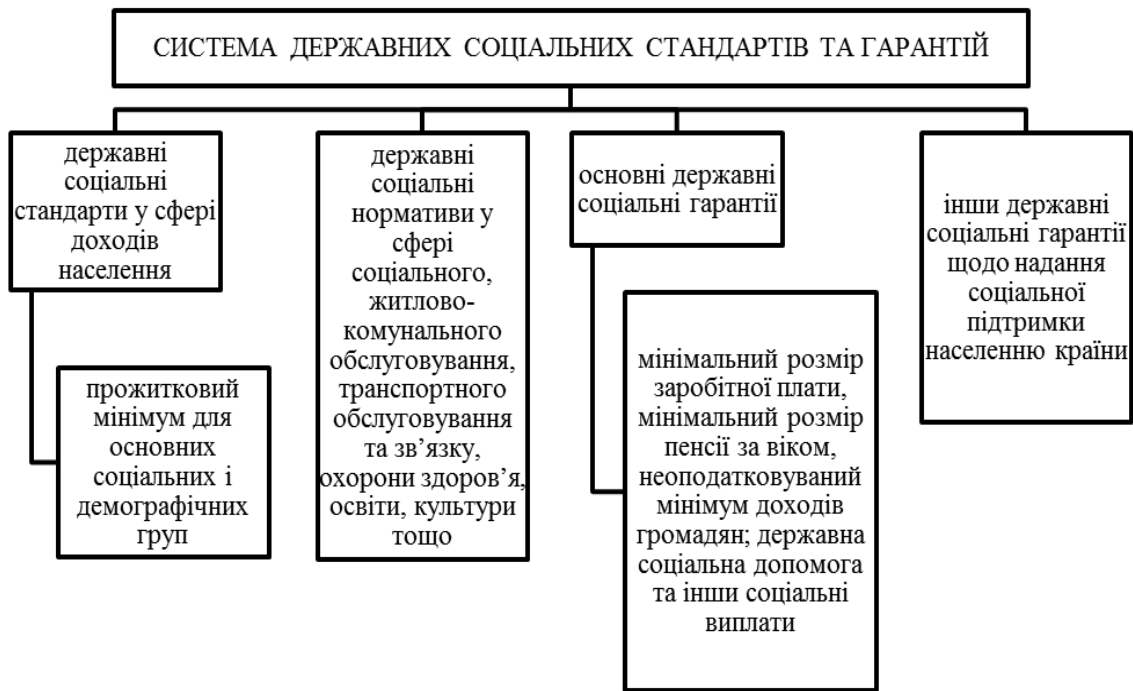 СИСТЕМА ДЕРЖАВНИХ СОЦІАЛЬНИХ СТАНДАРТІВ ТА ГАРАНТІЙ
державні
соціальні
стандарти у сфері
доходів
населення
прожитковий
мінімум для
основних
соціальних і
демографічних
груп
державні
соціальні
нормативи у
сфері
соціального,
житлово-
комунального
обслуговування,
транспортного
обслуговування
та зв’язку,
охорони здоров’я,
освіти, культури
тощо
основні державні
соціальні гарантії
мінімальний розмір
заробітної плати,
мінімальний розмір
пенсії за віком,
неоподатковуваний
мінімум доходів
громадян; державна
соціальна допомога
та інши соціальні
виплати
інши державні
соціальні гарантії
щодо надання
соціальної
підтримки
населенню країни